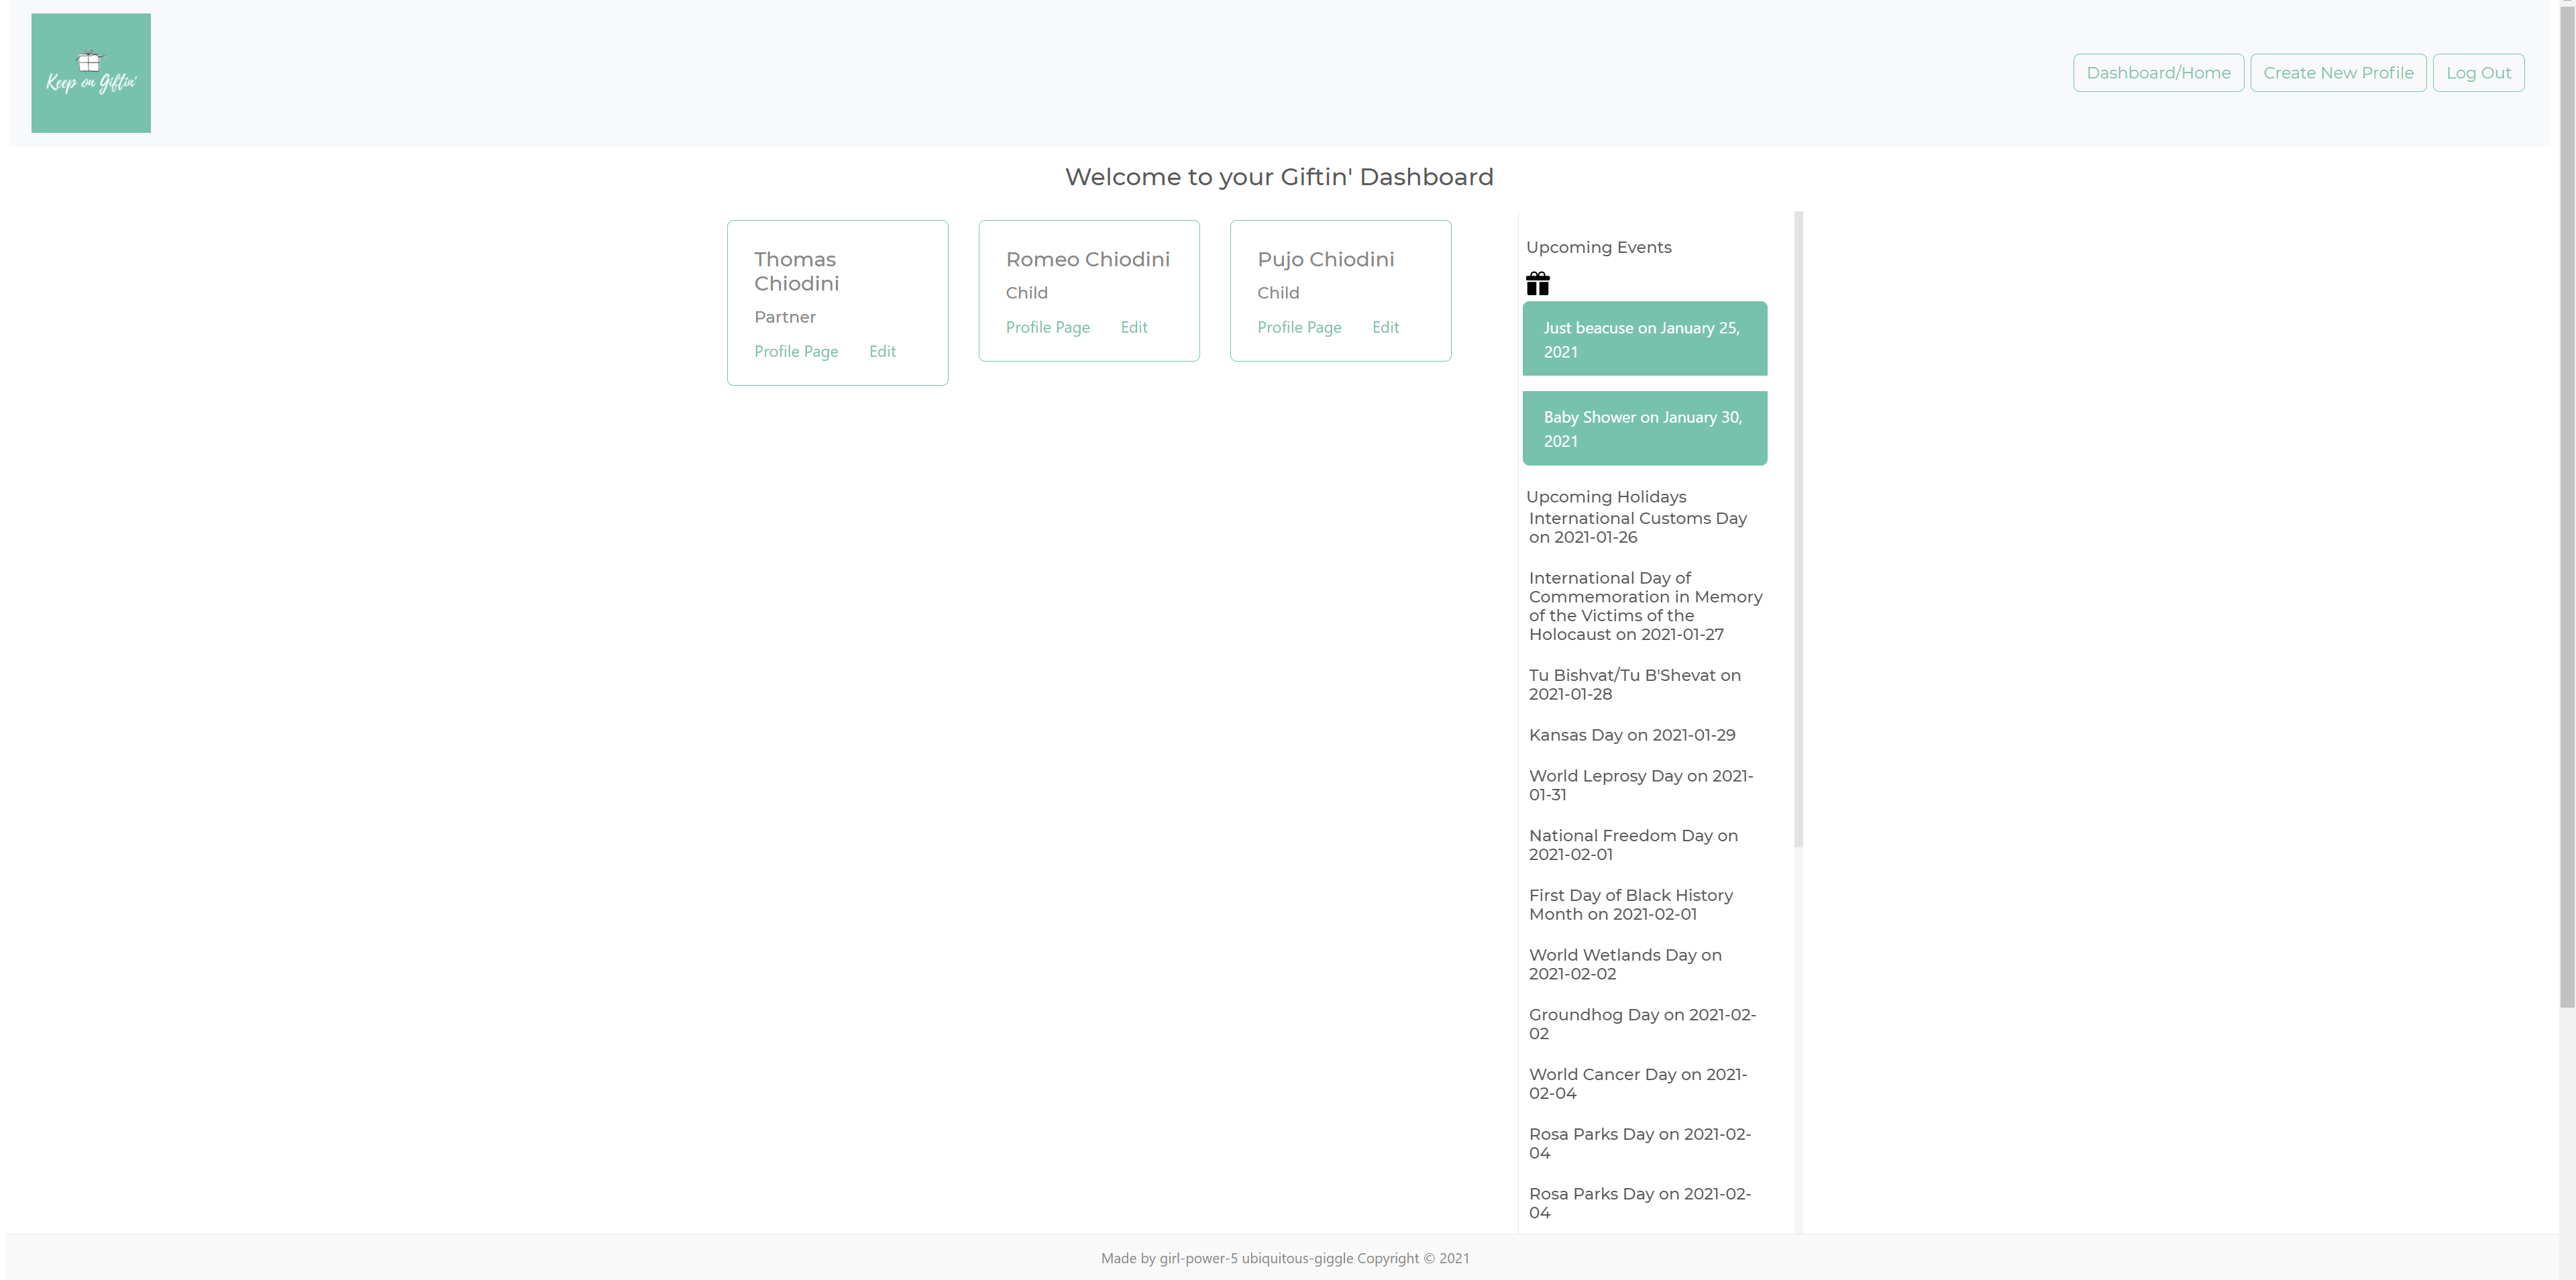 Keep on Giftin'
Dashboard/Home
Create New Profile
Log Out
Welcome to your Giftin' Dashboard
Thomas
Chiodini
Partner
Profile Page Edit
Romeo Chiodini
Child
Profile Page Edit
Pujo Chiodini
Child
Profile Page Edit
Upcoming Events
Just beacuse on January 25,
2021
Baby Shower on January 30,
2021
Upcoming Holidays
International Customs Day
on 2021-01-26
International Day of
Commemoration in Memory
of the Victims of the
Holocaust on 2021-01-27
Tu Bishvat/Tu B'Shevat on
2021-01-28
Kansas Day on 2021-01-29
World Leprosy Day on 2021-
01-31
National Freedom Day on
2021-02-01
First Day of Black History
Month on 2021-02-01
World Wetlands Day on
2021-02-02
Groundhog Day on 2021-02-
02
World Cancer Day on 2021-
02-04
Rosa Parks Day on 2021-02-
04
Rosa Parks Day on 2021-02-
04
Made by girl-power-5 ubiquitous-giggle Copyright © 2021